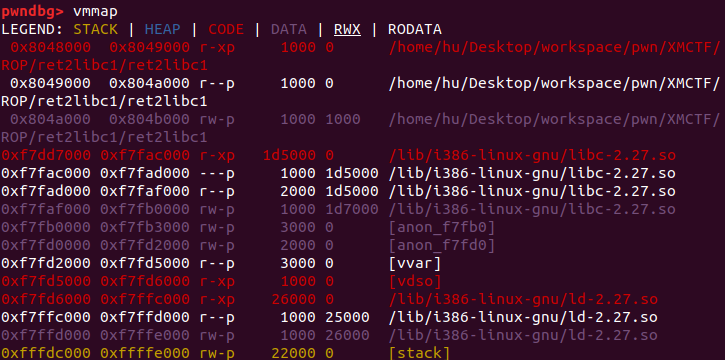 pwndbg> vmmap
LEGEND: STACK | HEAP | CODE | DATA | RWX | RODATA
0x8048000 0x8049000 r-xp 1000 0 /home/hu/Desktop/workspace/pwn/XMCTF/
ROP/ret2libc1/ret2libc1
0x8049000 0x804a000 r--p 1000 0 /home/hu/Desktop/workspace/pwn/XMCTF/
ROP/ret2libc1/ret2libc1
0x804a000 0x804b000 rw-p 1000 1000 /home/hu/Desktop/workspace/pwn/XMCTF/
ROP/ret2libc1/ret2libc1
0xf7dd7000 0xf7fac000 r-xp 1d5000 0 /lib/i386-linux-gnu/libc-2.27.so
0xf7fac000 0xf7fad000 ---p 1000 1d5000 /lib/i386-linux-gnu/libc-2.27.so
0xf7fad000 0xf7faf000 r--p 2000 1d5000 /lib/i386-linux-gnu/libc-2.27.so
0xf7faf000 0xf7fb0000 rw-p 1000 1d7000 /lib/i386-linux-gnu/libc-2.27.so
0xf7fb0000 0xf7fb3000 rw-p 3000 0 [anon_f7fb0]
0xf7fd0000 0xf7fd2000 rw-p 2000 0 [anon_f7fd0]
0xf7fd2000 0xf7fd5000 r--p 3000 0 [vvar]
0xf7fd5000 0xf7fd6000 r-xp 1000 0 [vdso]
0xf7fd6000 0xf7ffc000 r-xp 26000 0 /lib/i386-linux-gnu/ld-2.27.so
0xf7ffc000 0xf7ffd000 r--p 1000 25000 /lib/i386-linux-gnu/ld-2.27.so
0xf7ffd000 0xf7ffe000 rw-p 1000 26000 /lib/i386-linux-gnu/ld-2.27.so
0xfffdc000 0xffffe000 rw-p 22000 0 [stack]